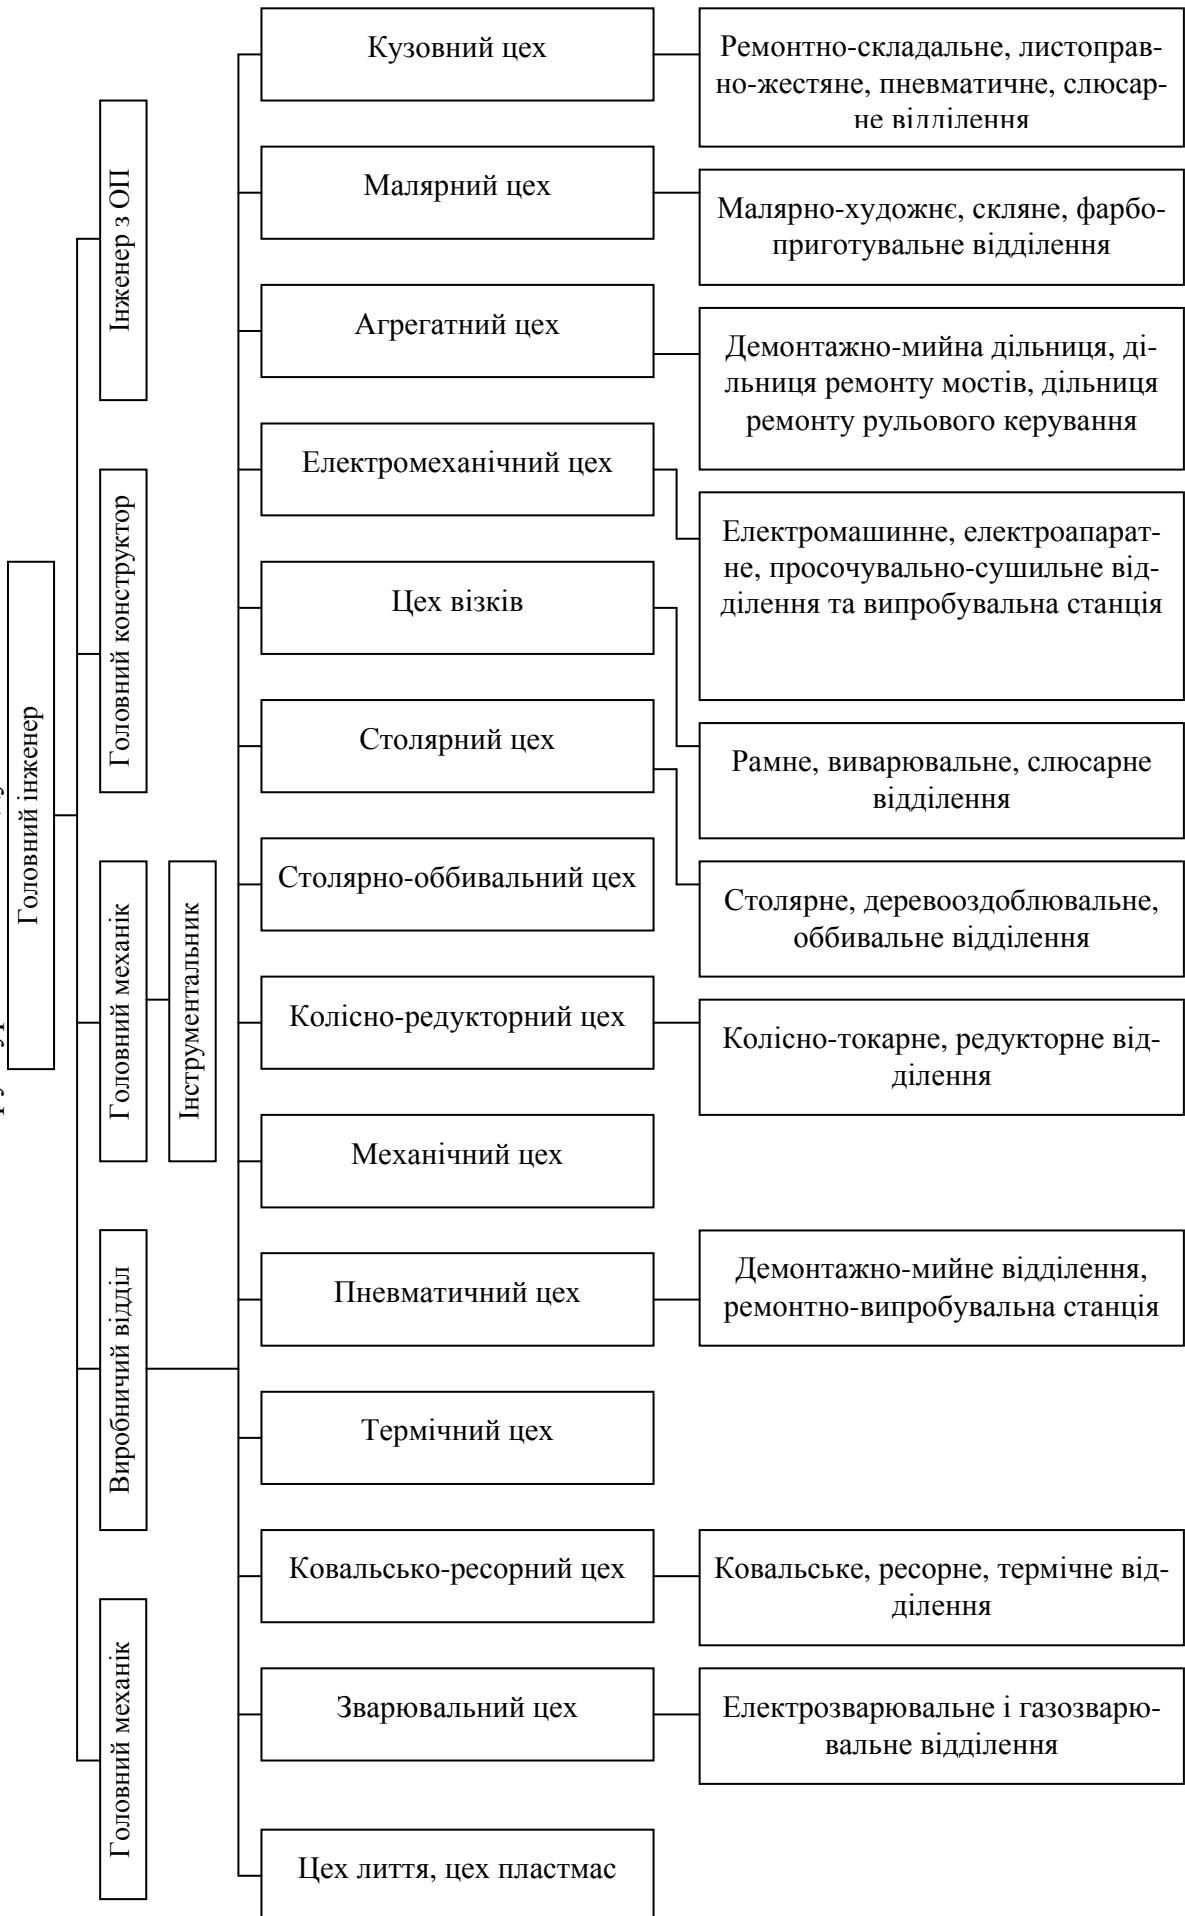 Головний інженер
Інженер з ОП
Головний конструктор
Головний механік
Інструментальник
Виробничий відділ
Головний механік
Кузовний цех
Ремонтно-складальне, листоправ-
но-жестяне, пневматичне, слюсар-
не відділення
Малярний цех
Малярно-художнє, скляне, фарбо-
приготувальне відділення
Агрегатний цех
Демонтажно-мийна дільниця, ді-
льниця ремонту мостів, дільниця
ремонту рульового керування
Електромеханічний цех
Електромашинне, електроапарат-
не, просочувально-сушильне від-
ділення та випробувальна станція
Цех візків
Рамне, виварювальне, слюсарне
відділення
Столярний цех
Столярне, деревооздоблювальне,
оббивальне відділення
Столярно-оббивальний цех
Колісно-редукторний цех
Колісно-токарне, редукторне від-
ділення
Механічний цех
Пневматичний цех
Демонтажно-мийне відділення,
ремонтно-випробувальна станція
Термічний цех
Ковальсько-ресорний цех
Ковальське, ресорне, термічне від-
ділення
Зварювальний цех
Електрозварювальне і газозварю-
вальне відділення
Цех лиття, цех пластмас